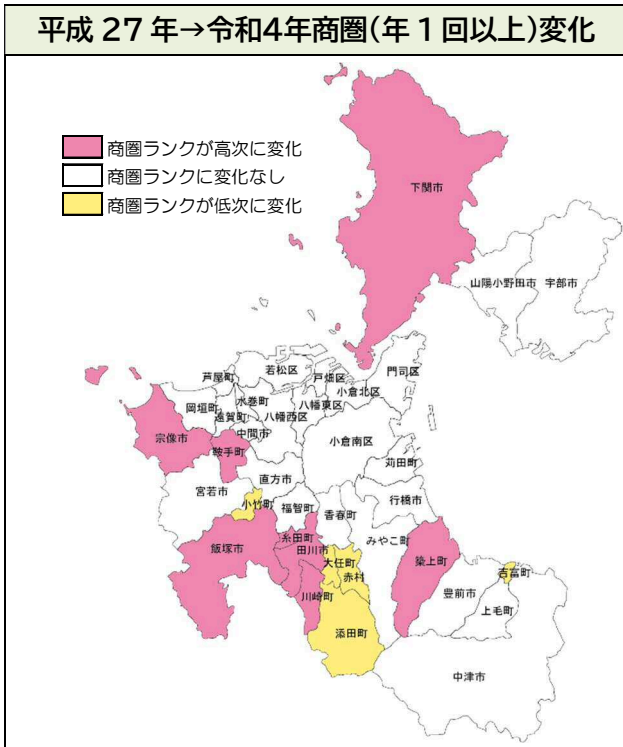 平成 27 年→令和4年商圏(年 1 回以上)変化
商圏ランクが高次に変化
商圏ランクに変化なし
商圏ランクが低次に変化
下関市
山陽小野田市
宇部市
門司区
若松区
戸畑区
小倉北区
芦屋町
水巻町
八幡東区
岡垣町
遠賀町
八幡西区
中間市
宗像市
鞍手町
小倉南区
苅田町
直方市
宮若市
小竹町
福智町
香春町
行橋市
みやこ町
糸田町
田川市
飯塚市
大任町
赤村
築上町
吉富町
川崎町
豊前市
上毛町
添田町
中津市